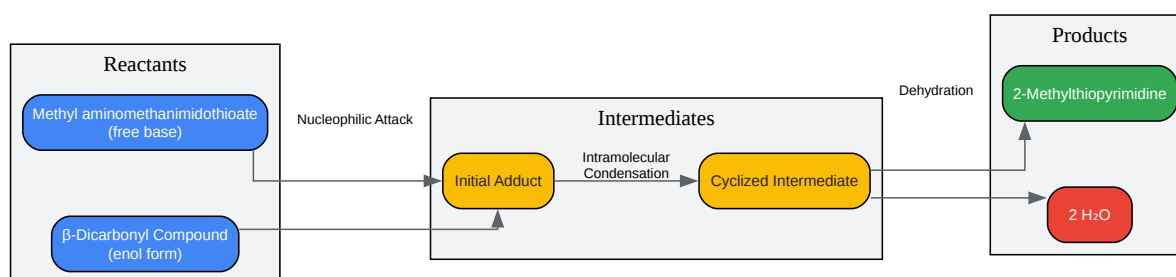 Reactants
Methyl aminomethanimidothioate
(free base)
β-Dicarbonyl Compound
(enol form)
Nucleophilic Attack
Intermediates
Initial Adduct
Intramolecular
Condensation
Cyclized Intermediate
Dehydration
Products
2-Methylthiopyrimidine
2 H₂O